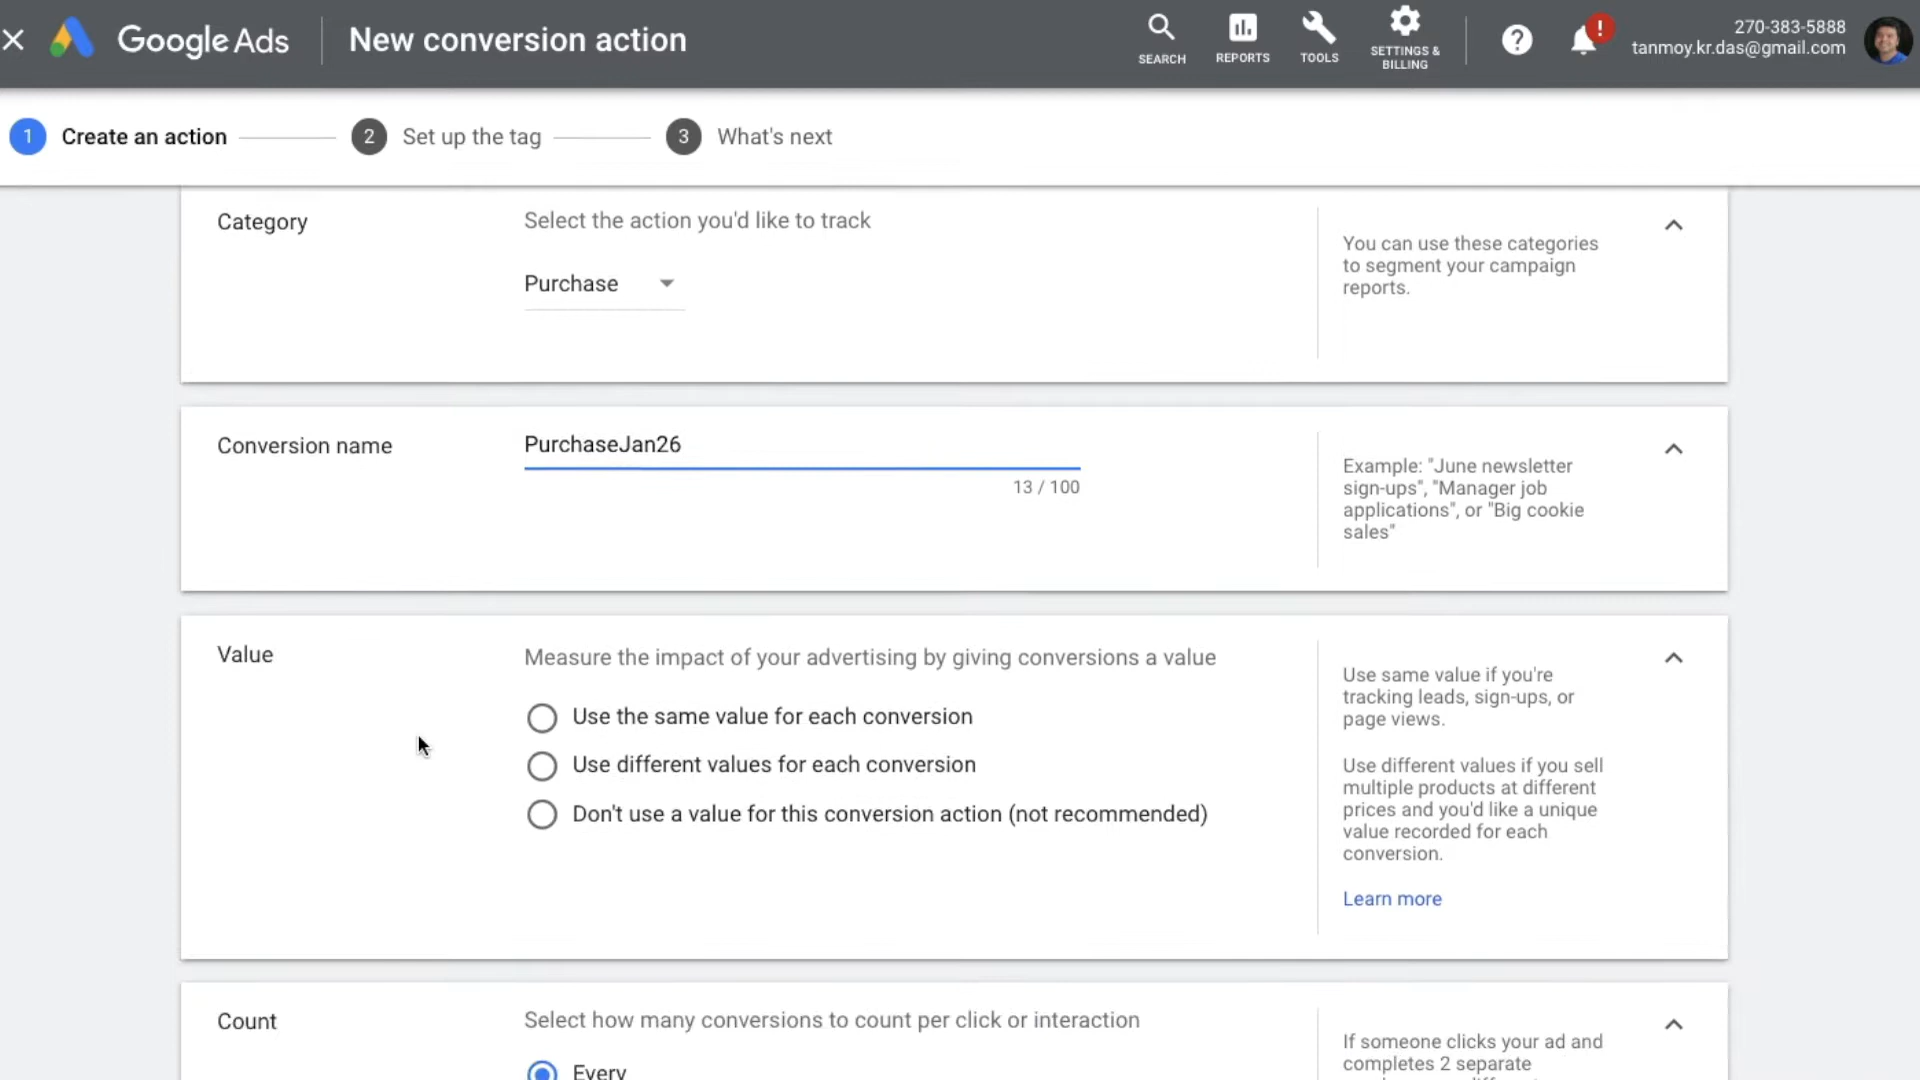 Google Ads
New conversion action
SEARCH
REPORTS
TOOLS
SETTINGS &
BILLING
?
!
270-383-5888
tanmoy.kr.das@gmail.com
1 Create an action
2 Set up the tag
3 What's next
Category
Select the action you'd like to track
Purchase
You can use these categories
to segment your campaign
reports.
Conversion name
PurchaseJan26
13 / 100
Example: "June newsletter
sign-ups", "Manager job
applications", or "Big cookie
sales"
Value
Measure the impact of your advertising by giving conversions a value
Use the same value for each conversion
Use different values for each conversion
Don't use a value for this conversion action (not recommended)
Use same value if you're
tracking leads, sign-ups, or
page views.
Use different values if you sell
multiple products at different
prices and you'd like a unique
value recorded for each
conversion.
Learn more
Count
Select how many conversions to count per click or interaction
Every
If someone clicks your ad and
completes 2 separate